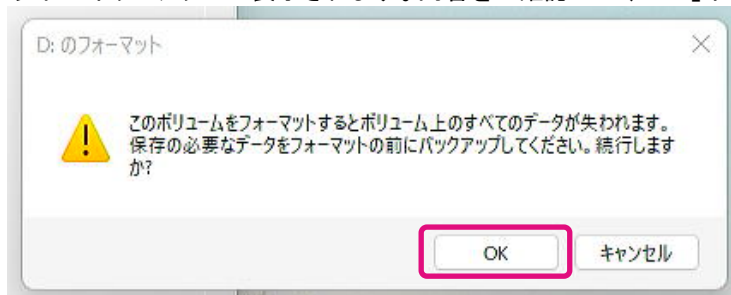 D: のフォーマット
このボリュームをフォーマットするとボリューム上のすべてのデータが失われます。
保存の必要なデータをフォーマットの前にバックアップしてください。続行します
か?
OK
キャンセル